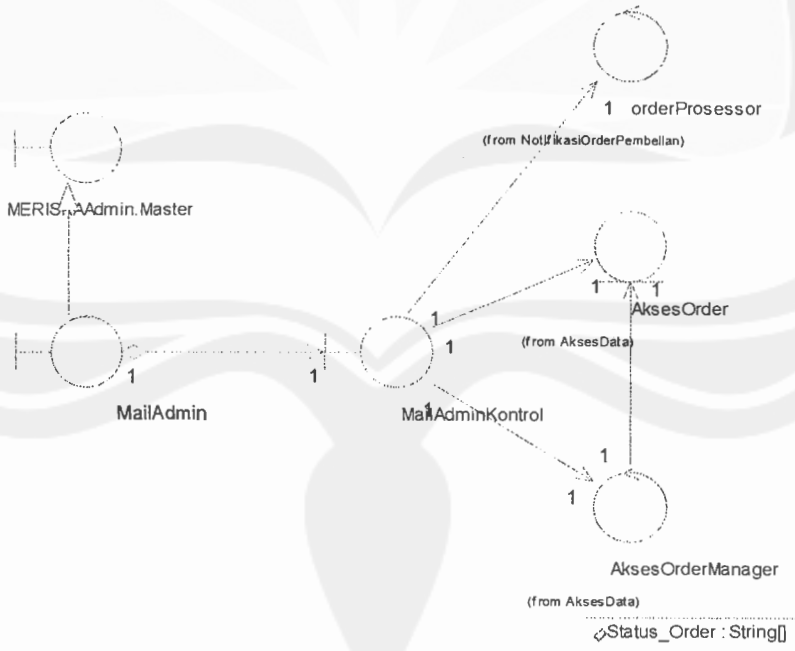 1 orderProsessor
(from NotifikasiOrderPembelian)
MERIS-AAdmin.Master
1 1
AksesOrder
1
1
(from AksesData)
1 1
MailAdmin
1
MailAdminKontrol
1
1
AksesOrderManager
(from AksesData)
Status_Order : String[]